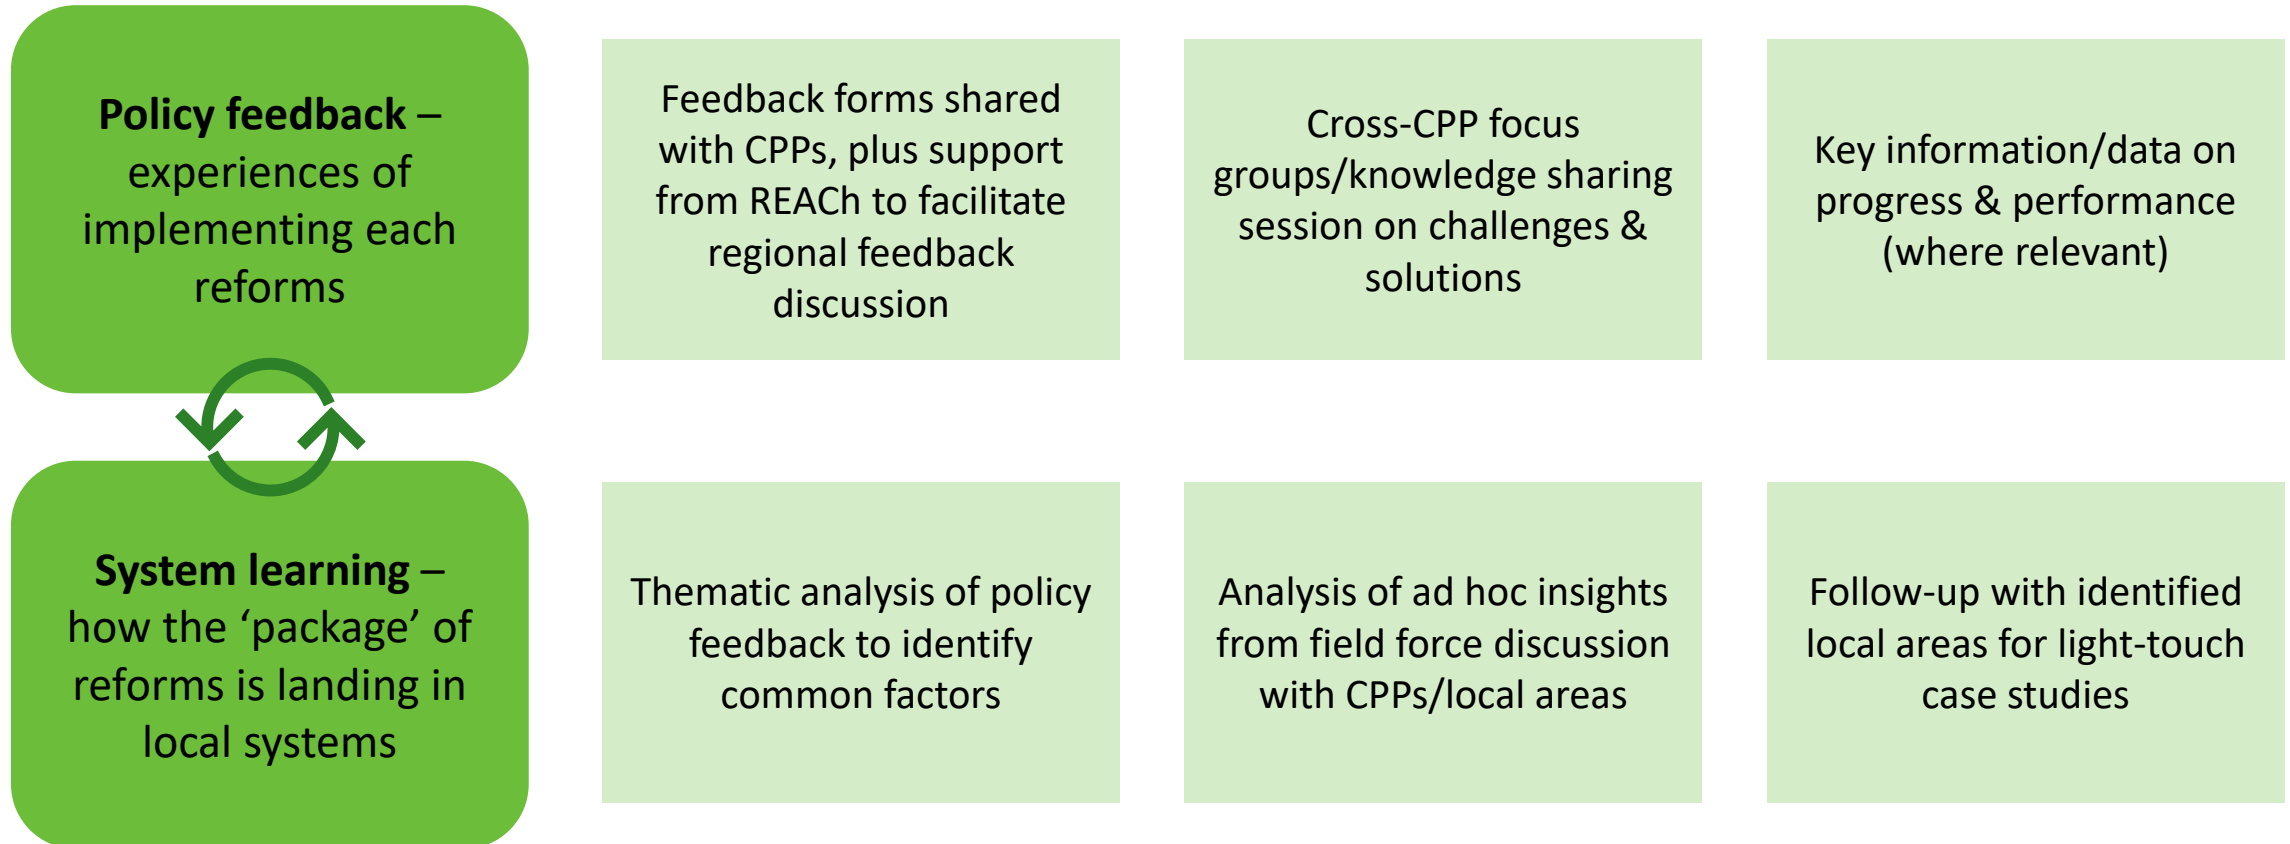 Policy feedback –
experiences of
implementing each
reforms
Feedback forms shared
with CPPs, plus support
from REACh to facilitate
regional feedback
discussion
Cross-CPP focus
groups/knowledge sharing
session on challenges &
solutions
Key information/data on
progress & performance
(where relevant)
System learning –
how the ‘package’ of
reforms is landing in
local systems
Thematic analysis of policy
feedback to identify
common factors
Analysis of ad hoc insights
from field force discussion
with CPPs/local areas
Follow-up with identified
local areas for light-touch
case studies